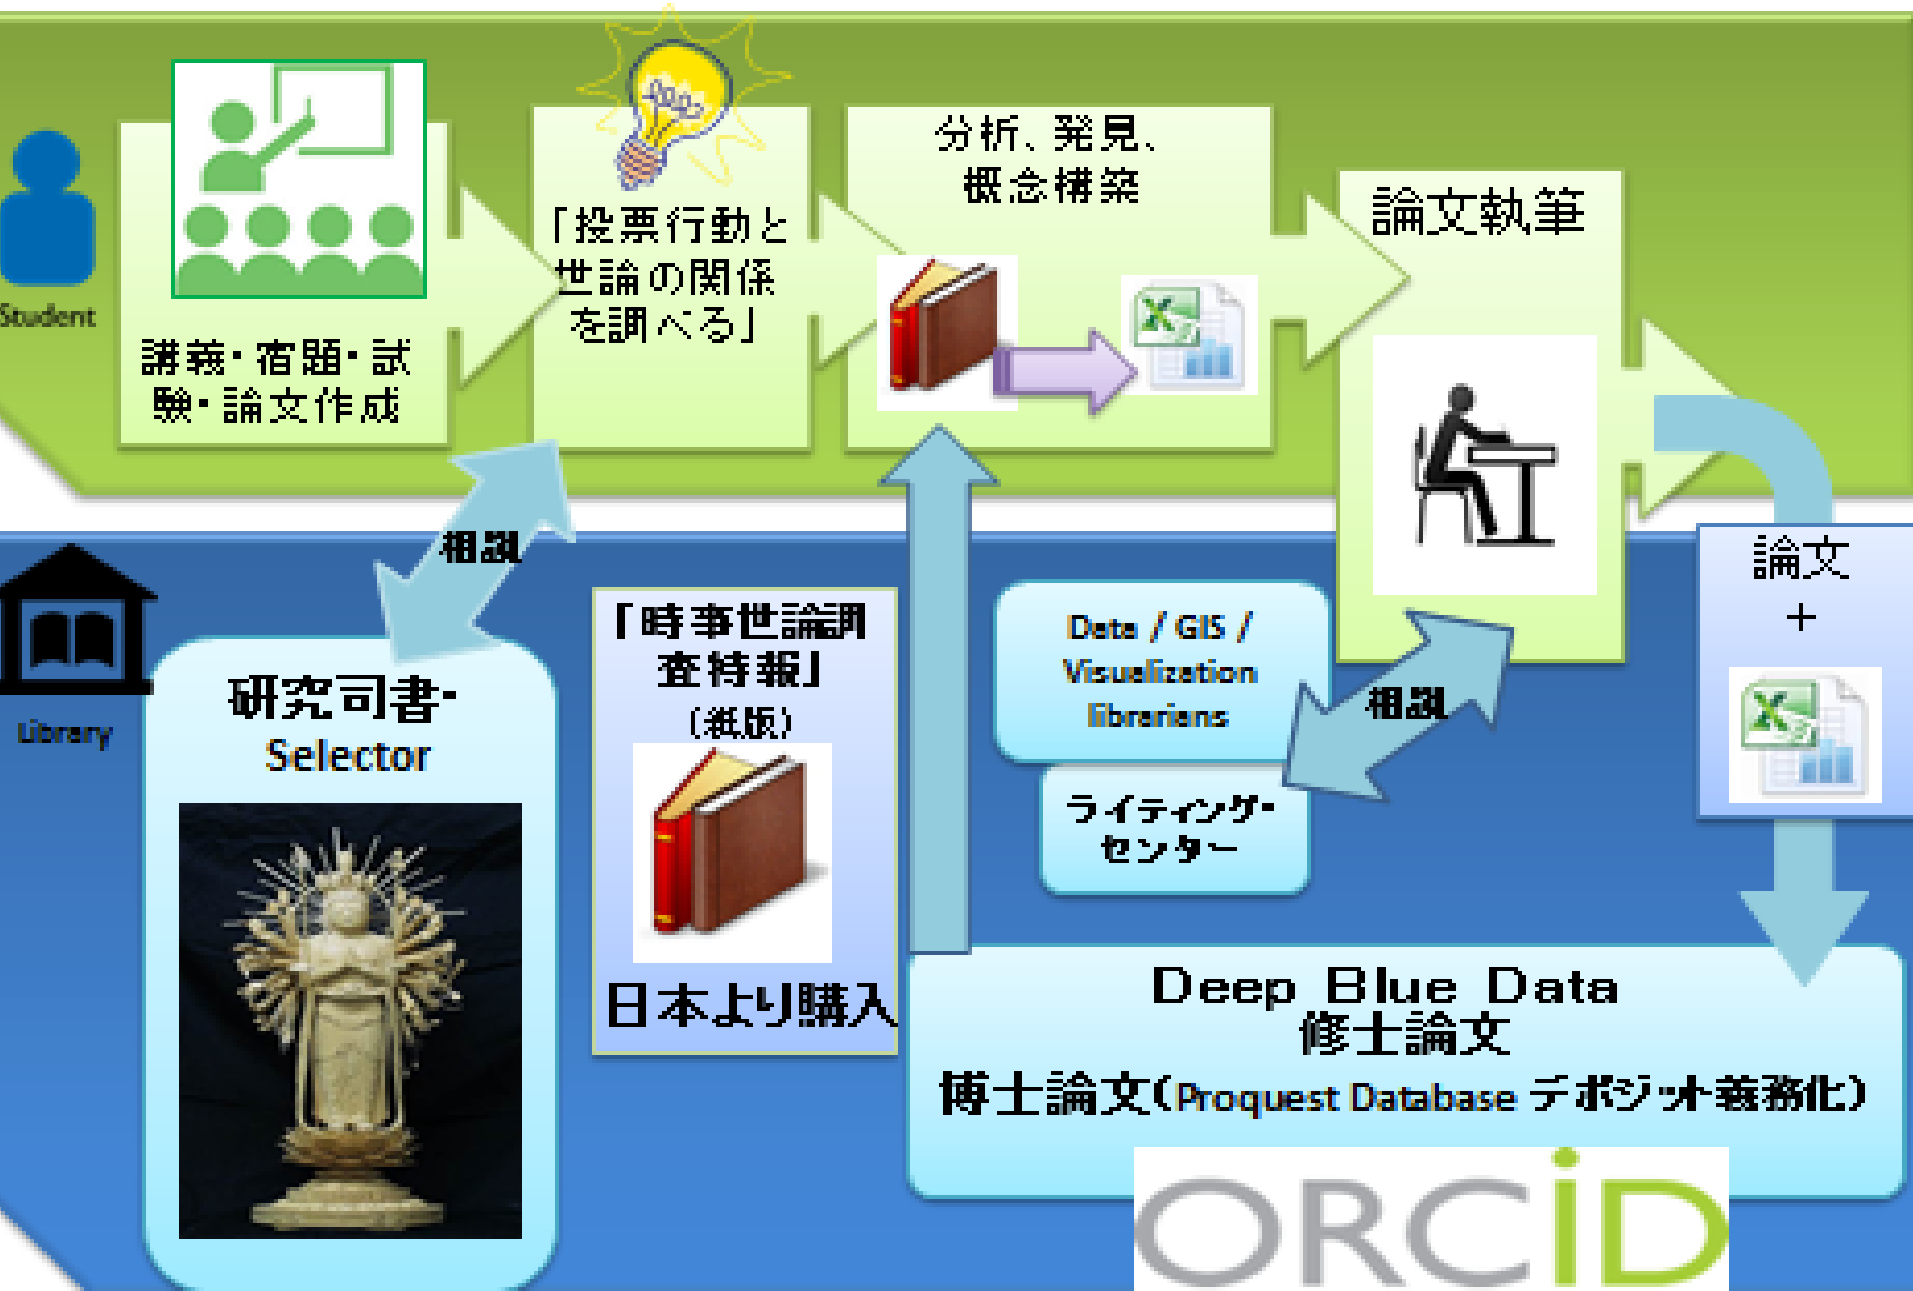 Student
講義・宿題・試
験・論文作成
「投票行動と
世論の関係
を調べる」
分析、発見、
概念構築
論文執筆
相談
Library
研究司書・
Selector
「時事世論調
査特報」
(紙版)
日本より購入
Data / GIS /
Visualization
librarians
ライティング・
センター
相談
論文
+
Deep Blue Data
修士論文
博士論文(Proquest Database デポジット義務化)
ORCID